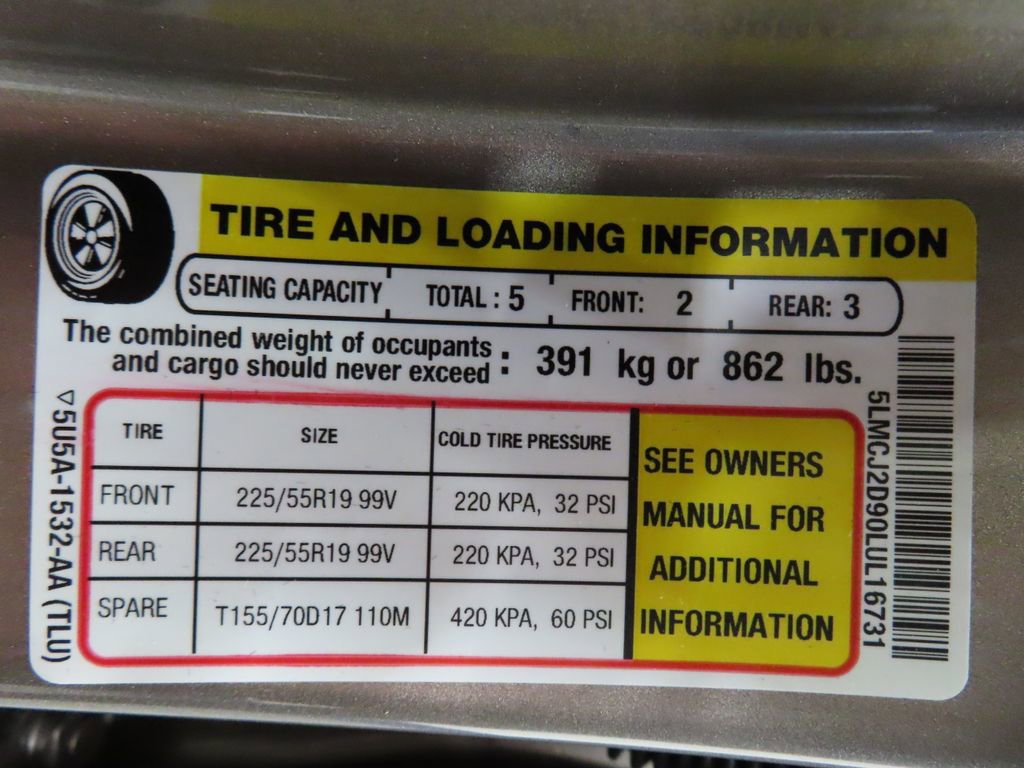 TIRE AND LOADING INFORMATION
SEATING CAPACITY TOTAL : 5 FRONT: 2 REAR: 3
The combined weight of occupants
and cargo should never exceed : 391 kg or 862 lbs.
TIRE SIZE COLD TIRE PRESSURE
FRONT 225/55R19 99V 220 KPA, 32 PSI
REAR 225/55R19 99V 220 KPA, 32 PSI
SPARE T155/70D17 110M 420 KPA, 60 PSI
SEE OWNERS
MANUAL FOR
ADDITIONAL
INFORMATION
▽5U5A-1532-AA (TLU)
5LMCJ2D90LUL16731